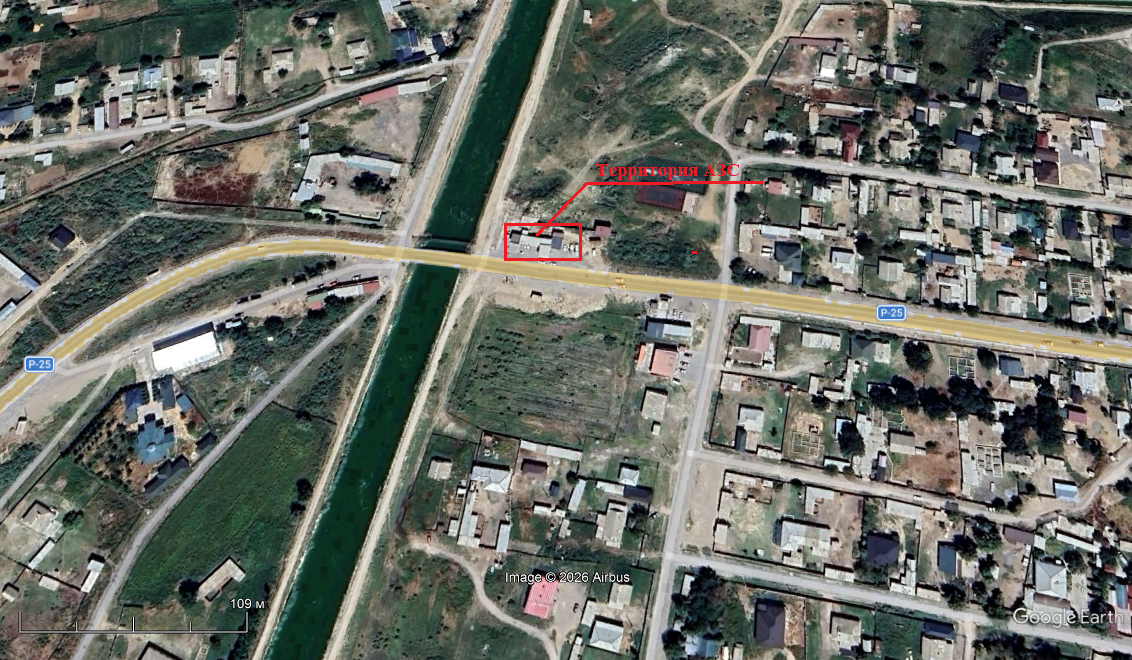 Территория АЗС
P-25
P-25
Image © 2026 Airbus
109 м
Google Earth